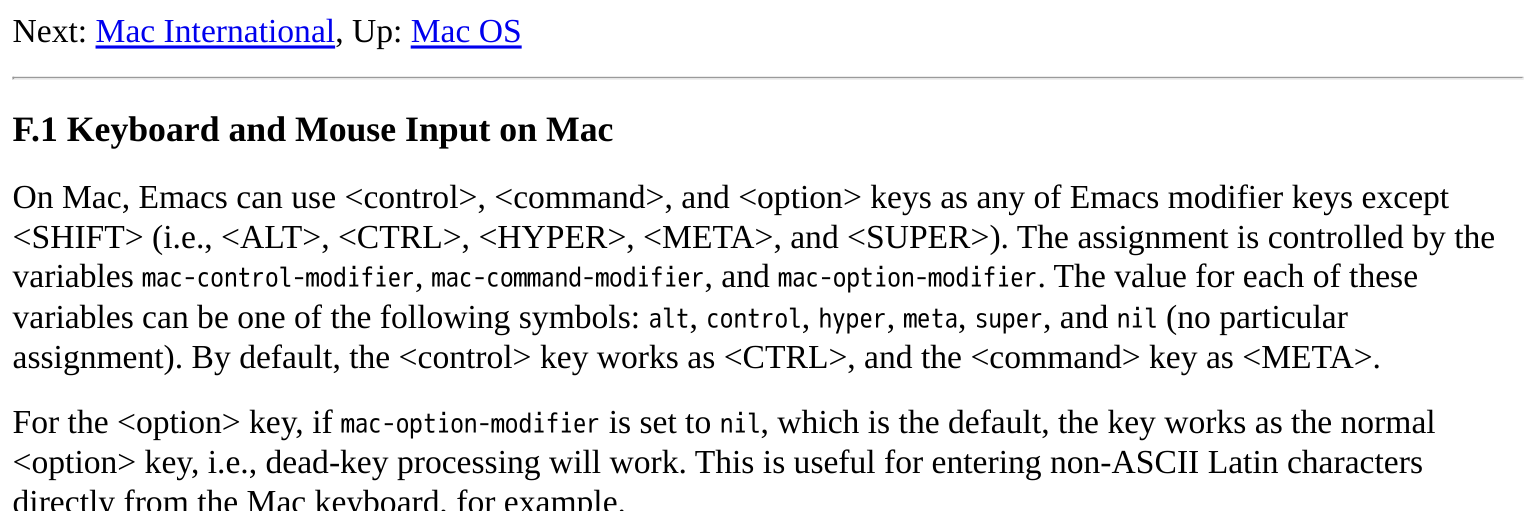 Next: Mac International, Up: Mac OS
F.1 Keyboard and Mouse Input on Mac
On Mac, Emacs can use <control>, <command>, and <option> keys as any of Emacs modifier keys except
<SHIFT> (i.e., <ALT>, <CTRL>, <HYPER>, <META>, and <SUPER>). The assignment is controlled by the
variables mac-control-modifier, mac-command-modifier, and mac-option-modifier. The value for each of these
variables can be one of the following symbols: alt, control, hyper, meta, super, and nil (no particular
assignment). By default, the <control> key works as <CTRL>, and the <command> key as <META>.
For the <option> key, if mac-option-modifier is set to nil, which is the default, the key works as the normal
<option> key, i.e., dead-key processing will work. This is useful for entering non-ASCII Latin characters
directly from the Mac keyboard, for example.